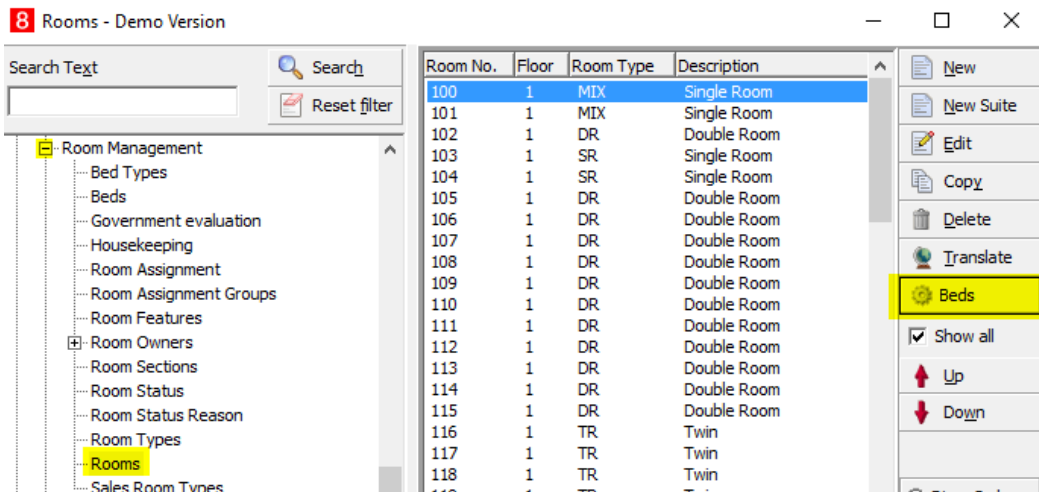 8 Rooms - Demo Version
Search Text
Search
Reset filter
Room Management
Bed Types
Beds
Government evaluation
Housekeeping
Room Assignment
Room Assignment Groups
Room Features
Room Owners
Room Sections
Room Status
Room Status Reason
Room Types
Rooms
Sales Room Types
Room No. Floor Room Type Description
100 1 MIX Single Room
101 1 MIX Single Room
102 1 DR Double Room
103 1 SR Single Room
104 1 SR Single Room
105 1 DR Double Room
106 1 DR Double Room
107 1 DR Double Room
108 1 DR Double Room
109 1 DR Double Room
110 1 DR Double Room
111 1 DR Double Room
112 1 DR Double Room
113 1 DR Double Room
114 1 DR Double Room
115 1 DR Double Room
116 1 TR Twin
117 1 TR Twin
118 1 TR Twin
New
New Suite
Edit
Copy
Delete
Translate
Beds
Show all
Up
Down